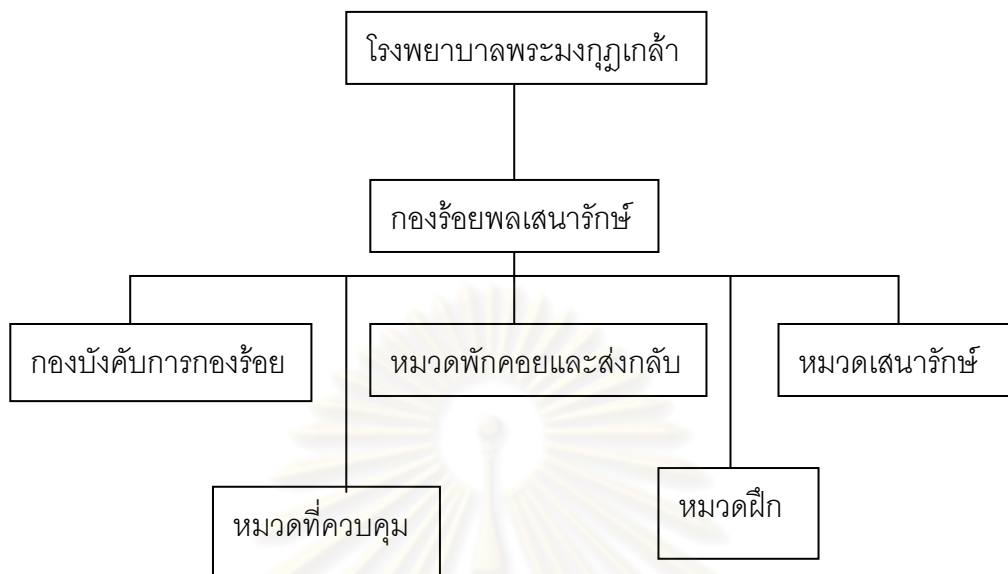 โรงพยาบาลพระมงกุฎเกล้า
กองร้อยพลเสนารักษ์
กองบังคับการกองร้อย
หมวดพักคอยและส่งกลับ
หมวดเสนารักษ์
หมวดที่ควบคุม
หมวดฝึก